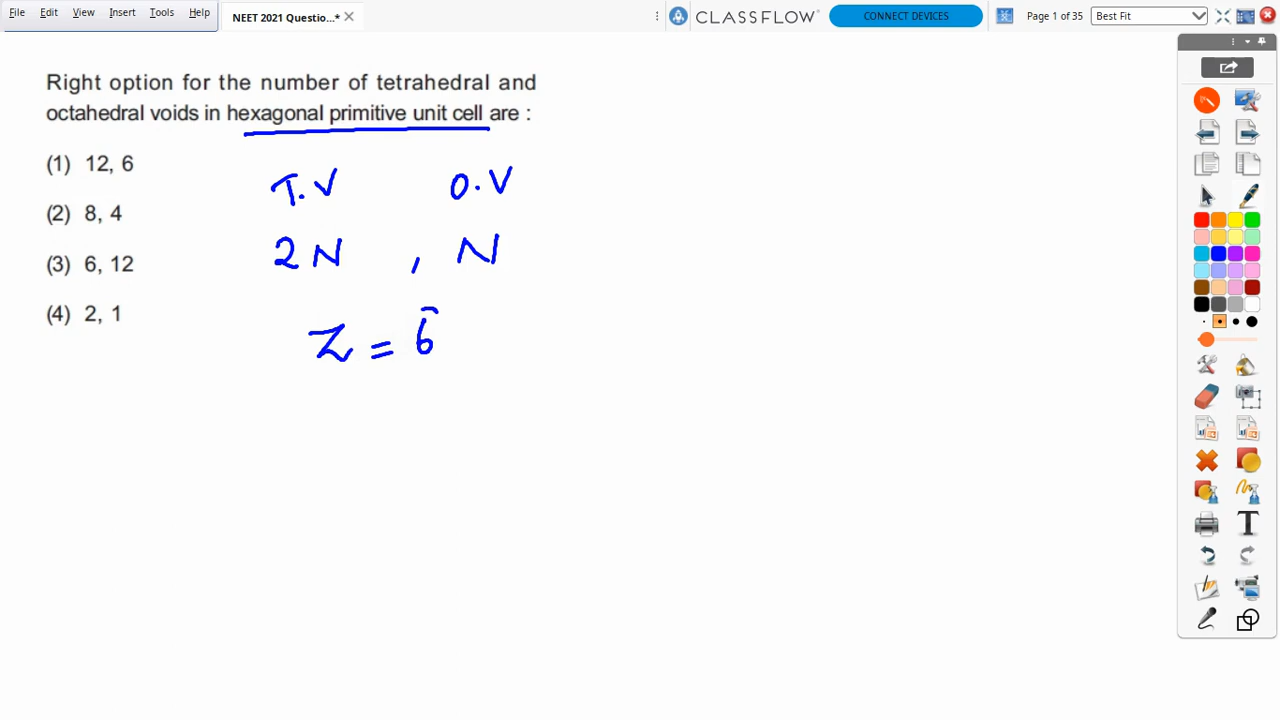 File Edit View Insert Tools Help
NEET 2021 Questio...*
CLASSFLOW
CONNECT DEVICES
Page 1 of 35
Best Fit
Right option for the number of tetrahedral and
octahedral voids in hexagonal primitive unit cell are :
(1) 12, 6
(2) 8, 4
(3) 6, 12
(4) 2, 1
T.V O.V
2N , N
Z = 6